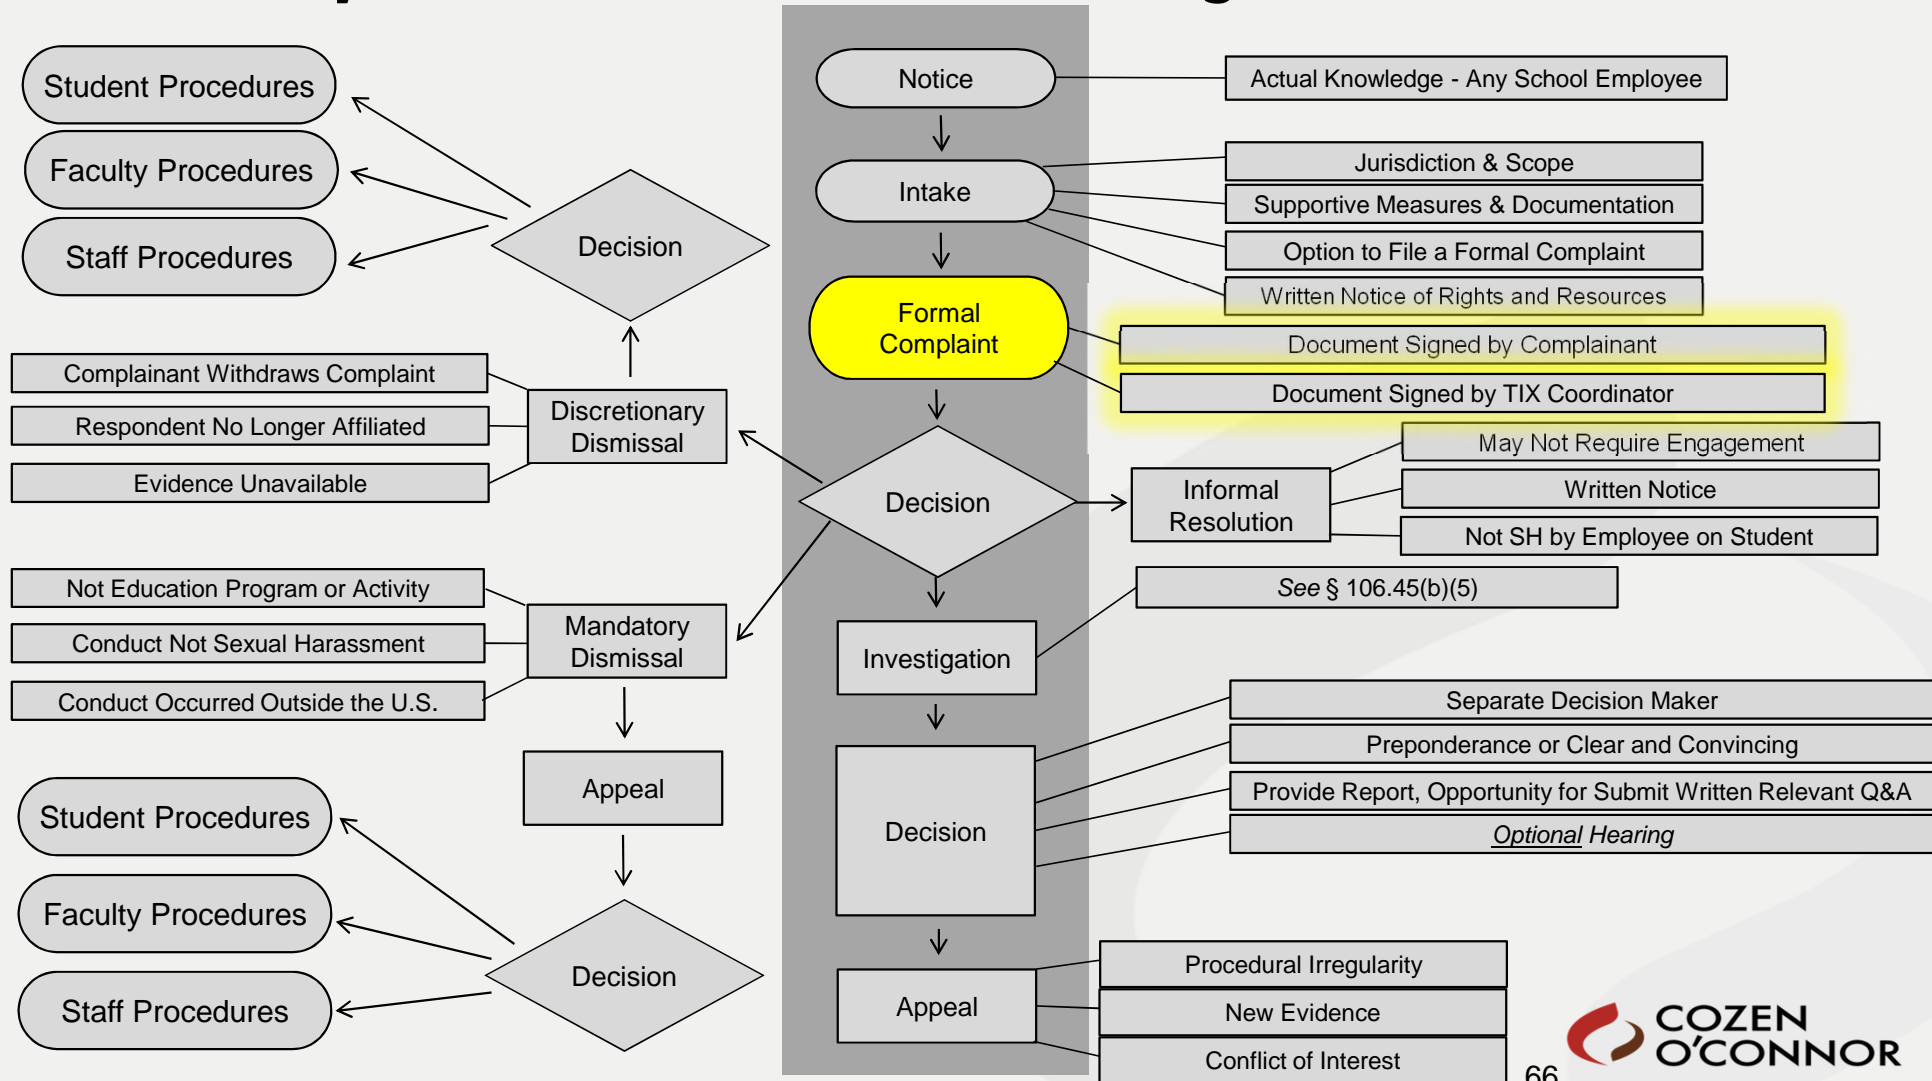 Notice
Actual Knowledge - Any School Employee
Intake
Jurisdiction & Scope
Supportive Measures & Documentation
Option to File a Formal Complaint
Written Notice of Rights and Resources
Formal
Complaint
Document Signed by Complainant
Document Signed by TIX Coordinator
Decision
Informal
Resolution
May Not Require Engagement
Written Notice
Not SH by Employee on Student
Investigation
See § 106.45(b)(5)
Decision
Separate Decision Maker
Preponderance or Clear and Convincing
Provide Report, Opportunity for Submit Written Relevant Q&A
Optional Hearing
Appeal
Procedural Irregularity
New Evidence
Conflict of Interest
Student Procedures
Faculty Procedures
Staff Procedures
Decision
Complainant Withdraws Complaint
Respondent No Longer Affiliated
Evidence Unavailable
Discretionary
Dismissal
Not Education Program or Activity
Conduct Not Sexual Harassment
Conduct Occurred Outside the U.S.
Mandatory
Dismissal
Appeal
Student Procedures
Faculty Procedures
Staff Procedures
Decision
66
COZEN
O'CONNOR